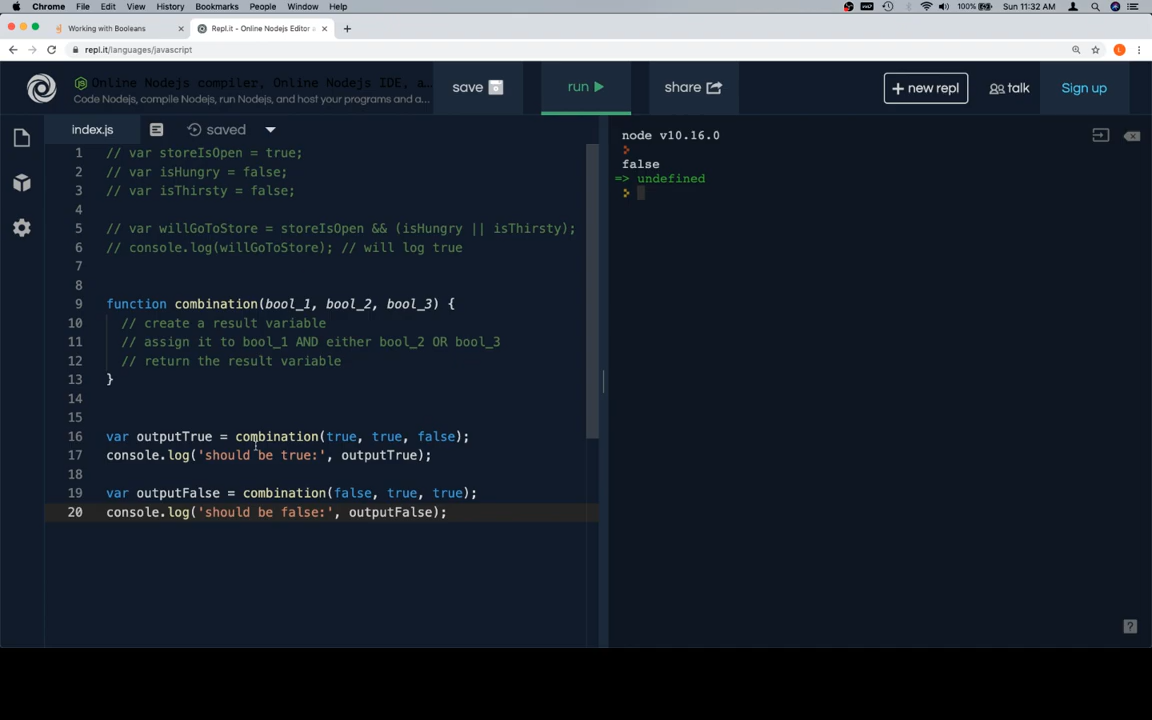 Chrome File Edit View History Bookmarks People Window Help 100% Sun 11:32 AM
Working with Booleans
Repl.it - Online Nodejs Editor
repl.it/languages/javascript
Online Nodejs compiler, Online Nodejs IDE, a...
Code Nodejs, compile Nodejs, run Nodejs, and host your programs and a...
save
run
share
+ new repl
talk
Sign up
index.js
saved
1 // var storeIsOpen = true;
2 // var isHungry = false;
3 // var isThirsty = false;
4
5 // var willGoToStore = storeIsOpen && (isHungry || isThirsty);
6 // console.log(willGoToStore); // will log true
7
8
9 function combination(bool_1, bool_2, bool_3) {
10 // create a result variable
11 // assign it to bool_1 AND either bool_2 OR bool_3
12 // return the result variable
13 }
14
15
16 var outputTrue = combination(true, true, false);
17 console.log('should be true:', outputTrue);
18
19 var outputFalse = combination(false, true, true);
20 console.log('should be false:', outputFalse);
node v10.16.0
false
=> undefined
?